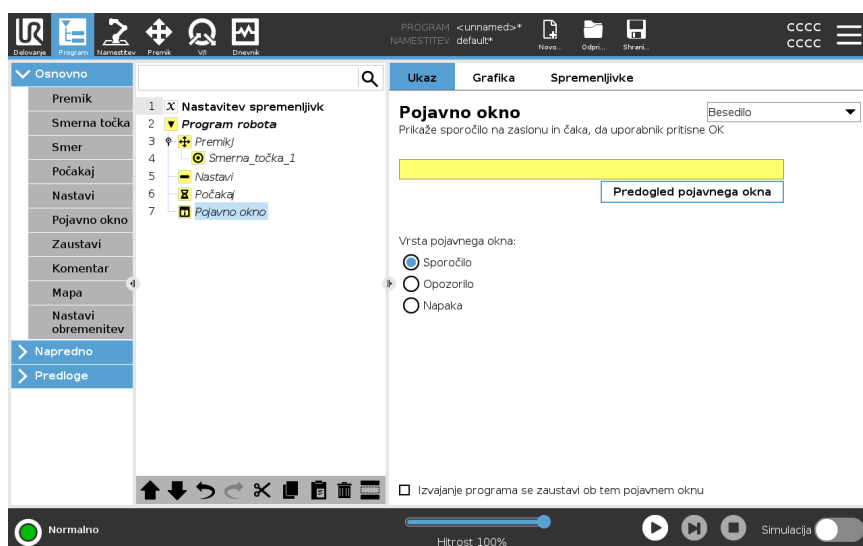 PROGRAM <unnamed>*
NAMESTITEV default*
UR
Delovanje
Program
Namestitev
Premik
V/I
Dnevnik
Novo...
Odpri...
Shrani...
cccc
cccc
Osnovno
Premik
Smerna točka
Smer
Počakaj
Nastavi
Pojavno okno
Zaustavi
Komentar
Mapa
Nastavi
obremenitev
Napredno
Predloge
1 X Nastavitev spremenljivk
2 Program robota
3 PremikJ
4 Smerna_točka_1
5 Nastavi
6 Počakaj
7 Pojavno okno
Ukaz
Grafika
Spremenljivke
Pojavno okno
Besedilo
Prikaže sporočilo na zaslonu in čaka, da uporabnik pritisne OK
Predogled pojavnega okna
Vrsta pojavnega okna:
Sporočilo
Opozorilo
Napaka
Izvajanje programa se zaustavi ob tem pojavnem oknu
Normalno
Hitrost 100%
Simulacija